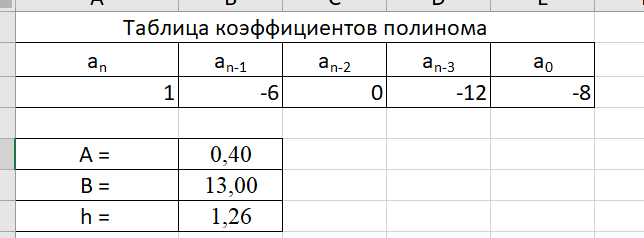 A B C D E
Таблица коэффициентов полинома
aₙ aₙ₋₁ aₙ₋₂ aₙ₋₃ a₀
1 -6 0 -12 -8
A = 0,40
B = 13,00
h = 1,26